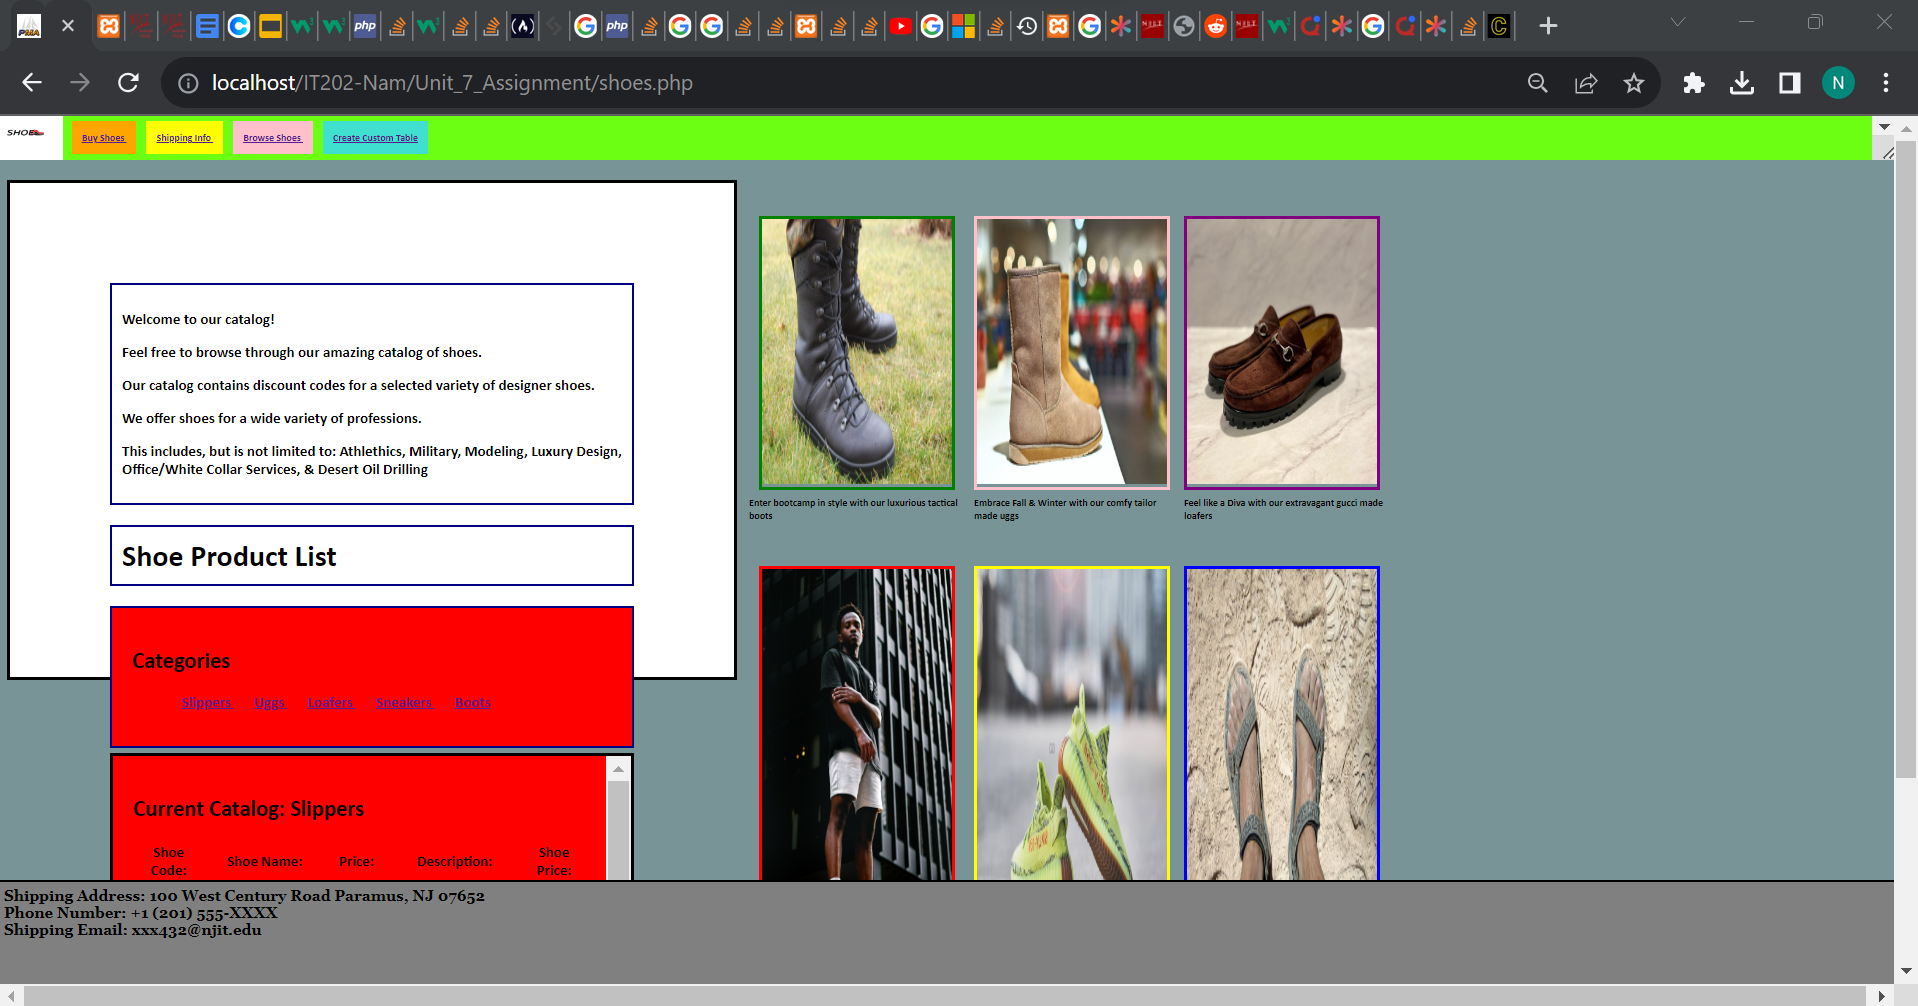 localhost/IT202-Nam/Unit_7_Assignment/shoes.php
N
SHOE
Buy Shoes
Shipping Info
Browse Shoes
Create Custom Table
Welcome to our catalog!
Feel free to browse through our amazing catalog of shoes.
Our catalog contains discount codes for a selected variety of designer shoes.
We offer shoes for a wide variety of professions.
This includes, but is not limited to: Athlethics, Military, Modeling, Luxury Design,
Office/White Collar Services, & Desert Oil Drilling
Shoe Product List
Categories
Slippers
Uggs
Loafers
Sneakers
Boots
Current Catalog: Slippers
Shoe
Code:
Shoe Name:
Price:
Description:
Shoe
Price:
Enter bootcamp in style with our luxurious tactical
boots
Embrace Fall & Winter with our comfy tailor
made uggs
Feel like a Diva with our extravagant gucci made
loafers
Shipping Address: 100 West Century Road Paramus, NJ 07652
Phone Number: +1 (201) 555-XXXX
Shipping Email: xxx432@njit.edu